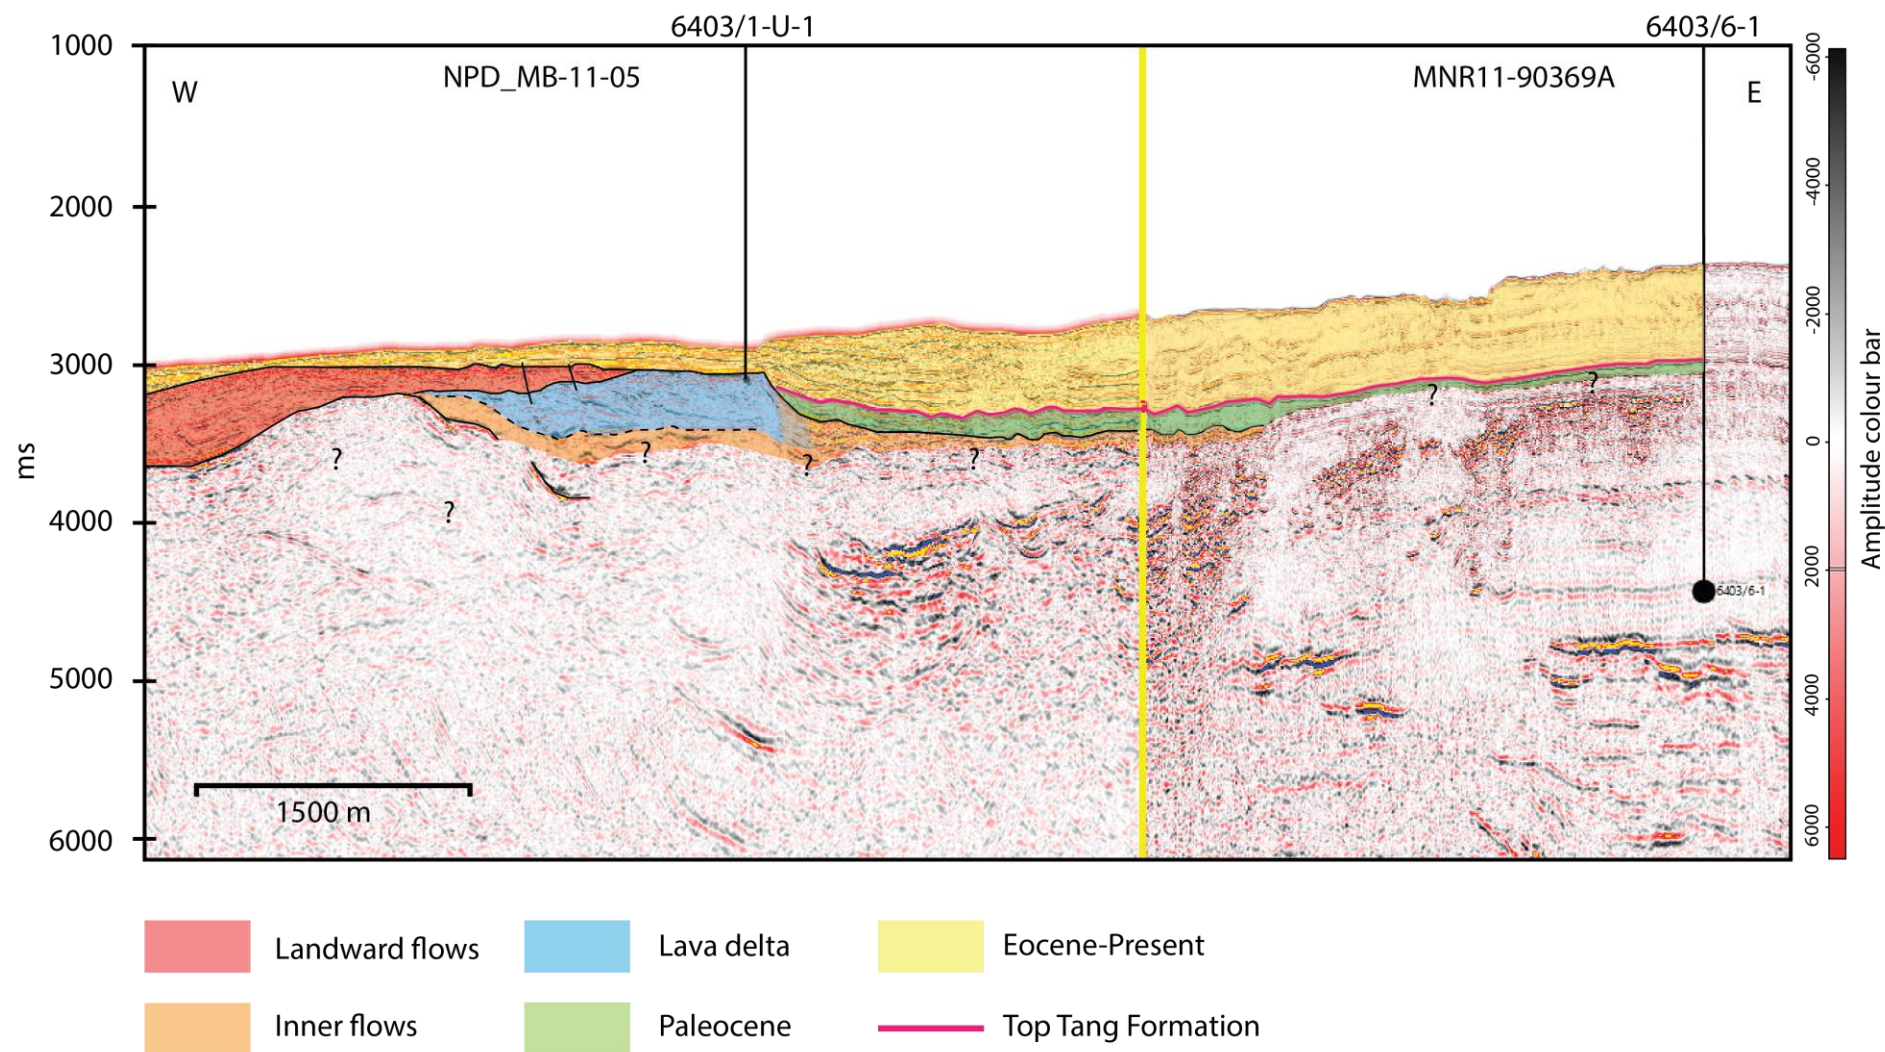 6403/1-U-1
6403/6-1
1000
W
NPD_MB-11-05
MNR11-90369A
E
2000
3000
4000
5000
6000
ms
?
?
?
?
?
?
?
6403/6-1
1500 m
-6000
-4000
-2000
0
2000
4000
6000
Amplitude colour bar
Landward flows
Lava delta
Eocene-Present
Inner flows
Paleocene
Top Tang Formation